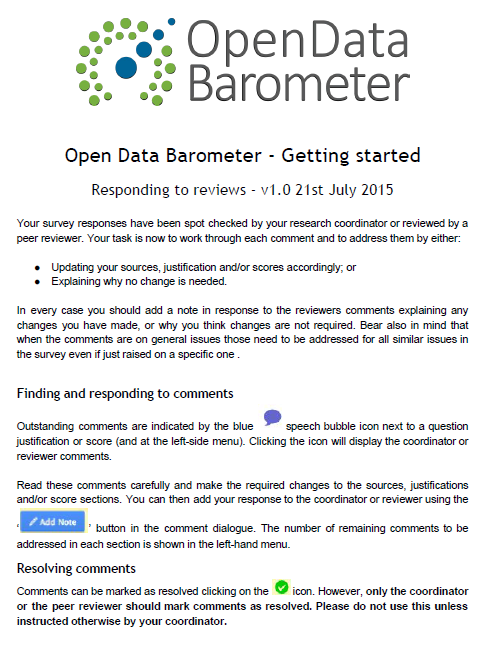 OpenData
Barometer
Open Data Barometer - Getting started
Responding to reviews - v1.0 21st July 2015
Your survey responses have been spot checked by your research coordinator or reviewed by a
peer reviewer. Your task is now to work through each comment and to address them by either:
● Updating your sources, justification and/or scores accordingly; or
● Explaining why no change is needed.
In every case you should add a note in response to the reviewers comments explaining any
changes you have made, or why you think changes are not required. Bear also in mind that
when the comments are on general issues those need to be addressed for all similar issues in
the survey even if just raised on a specific one .
Finding and responding to comments
Outstanding comments are indicated by the blue speech bubble icon next to a question
justification or score (and at the left-side menu). Clicking the icon will display the coordinator or
reviewer comments.
Read these comments carefully and make the required changes to the sources, justifications
and/or score sections. You can then add your response to the coordinator or reviewer using the
‘ Add Note ’ button in the comment dialogue. The number of remaining comments to be
addressed in each section is shown in the left-hand menu.
Resolving comments
Comments can be marked as resolved clicking on the icon. However, only the coordinator
or the peer reviewer should mark comments as resolved. Please do not use this unless
instructed otherwise by your coordinator.